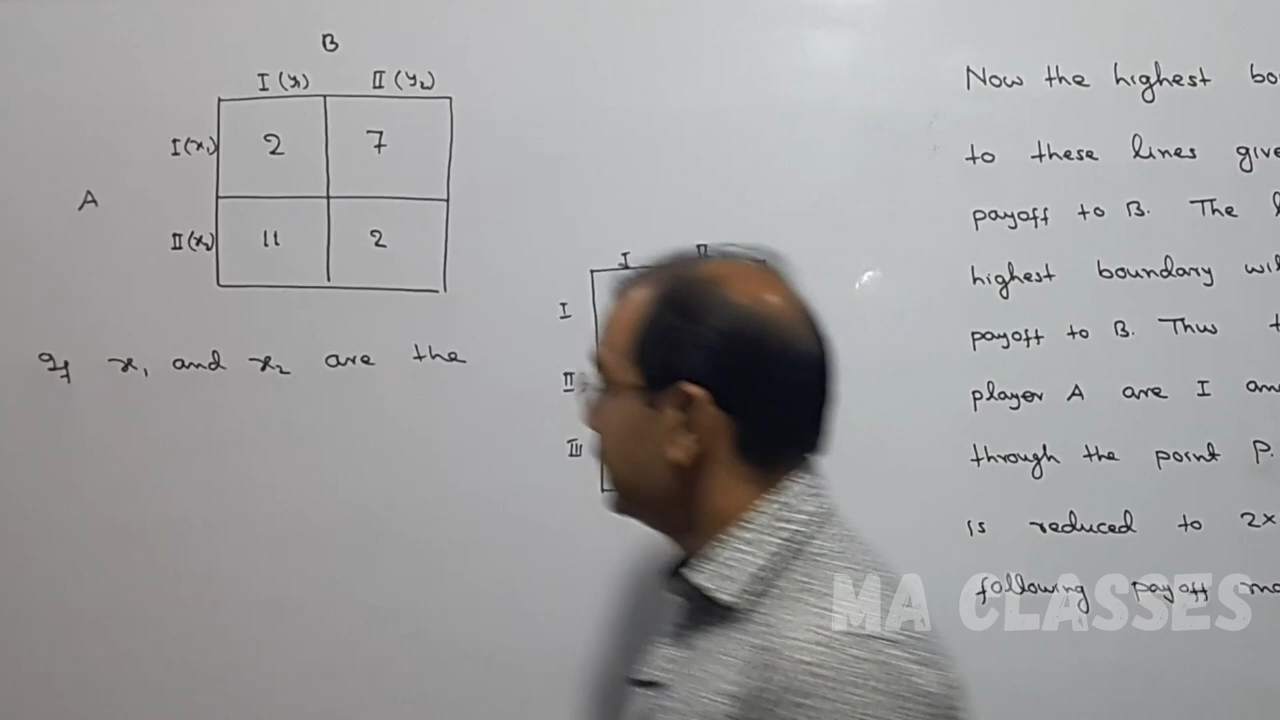 B
I (y₁) II (y₂)
I(x₁) 2 7
A
II(x₂) 11 2
If x₁ and x₂ are the
I II
I
II
III
Now the highest
to these lines
payoff to B. The
highest boundary
payoff to B. Thus
player A are I
through the point P.
is reduced to 2x
following payoff
MA CLASSES